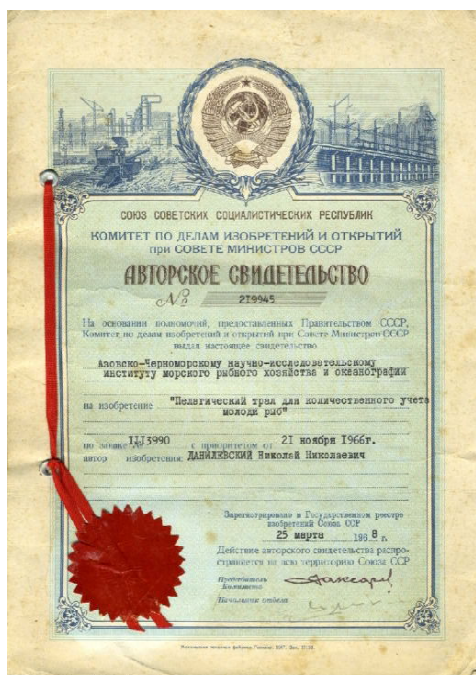 СОЮЗ СОВЕТСКИХ СОЦИАЛИСТИЧЕСКИХ РЕСПУБЛИК
КОМИТЕТ ПО ДЕЛАМ ИЗОБРЕТЕНИЙ И ОТКРЫТИЙ
при СОВЕТЕ МИНИСТРОВ СССР
АВТОРСКОЕ СВИДЕТЕЛЬСТВО
№ 219945
На основании полномочий, предоставленных Правительством СССР,
Комитет по делам изобретений и открытий при Совете Министров СССР
выдал настоящее свидетельство
Азовско-Черноморскому научно-исследовательскому
институту морского рыбного хозяйства и океанографии
на изобретение "Пелагический трал для количественного учета
молоди рыб"
по заявке № 1113990 с приоритетом от 21 ноября 1966г.
автор изобретения: ДАНИЛЕВСКИЙ Николай Николаевич
Зарегистрировано в Государственном реестре
изобретений Союза ССР
25 марта 1968 г.
Действие авторского свидетельства распро-
страняется на всю территорию Союза ССР
Председатель
Комитета
Начальник отдела